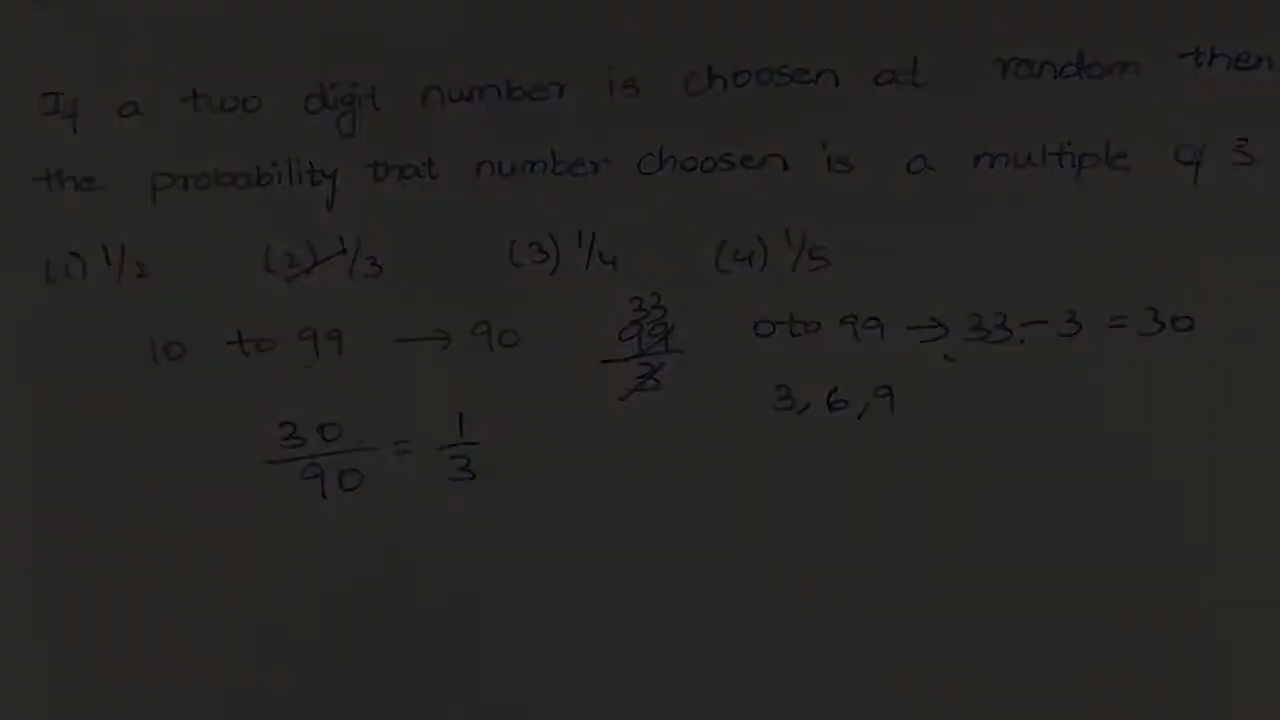 If a two digit number is choosen at random then
the probability that number choosen is a multiple of 3
(1) 1/2 (2) 1/3 (3) 1/4 (4) 1/5
10 to 99 → 90 33 99/3 0 to 99 → 33 - 3 = 30
3, 6, 9
30/90 = 1/3